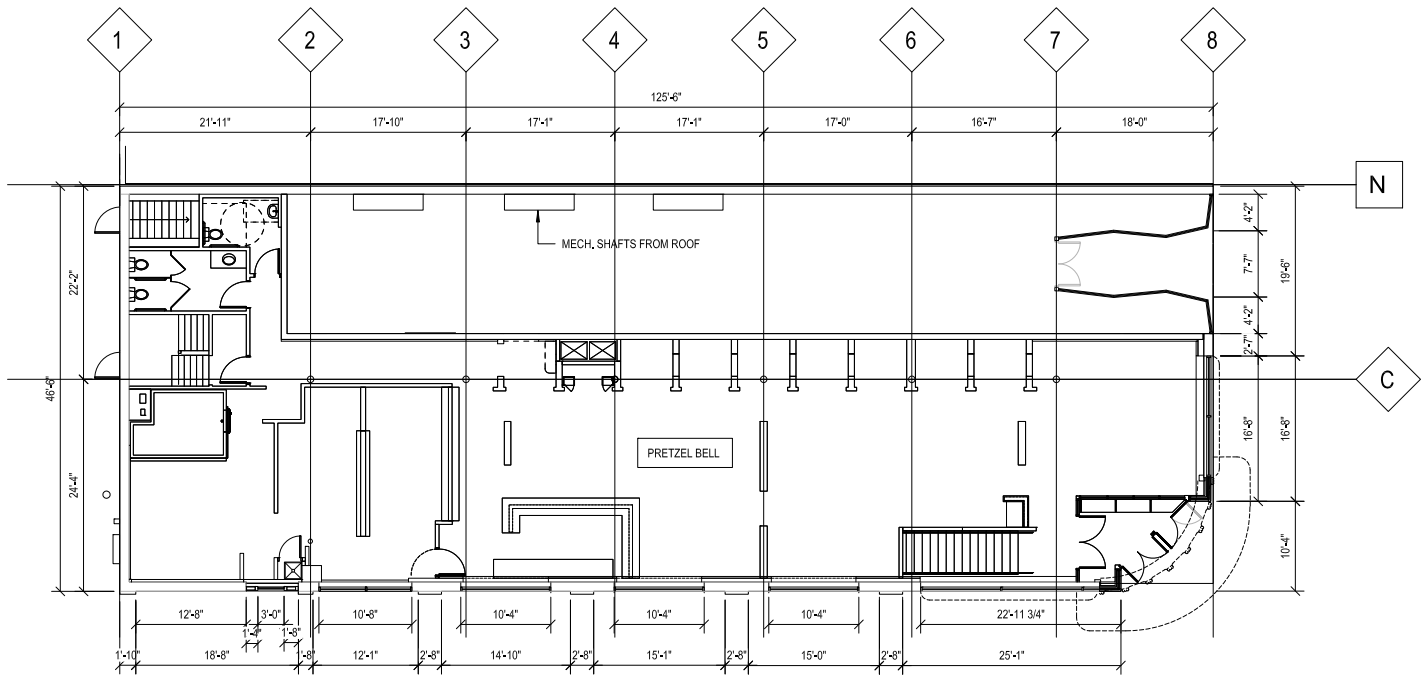 1 2 3 4 5 6 7 8
125'-6"
21'-11" 17'-10" 17'-1" 17'-1" 17'-0" 16'-7" 18'-0"
N
4'-2"
MECH. SHAFTS FROM ROOF
22'-2" 7'-7" 19'-6"
4'-2"
2'-7"
C
46'-6"
PRETZEL BELL
24'-4" 16'-8" 16'-8"
10'-4"
12'-8" 3'-0" 10'-8" 10'-4" 10'-4" 10'-4" 22'-11 3/4"
1'-4" 1'-8"
1'-10" 18'-8" 1'-8" 12'-1" 2'-8" 14'-10" 2'-8" 15'-1" 2'-8" 15'-0" 2'-8" 25'-1"